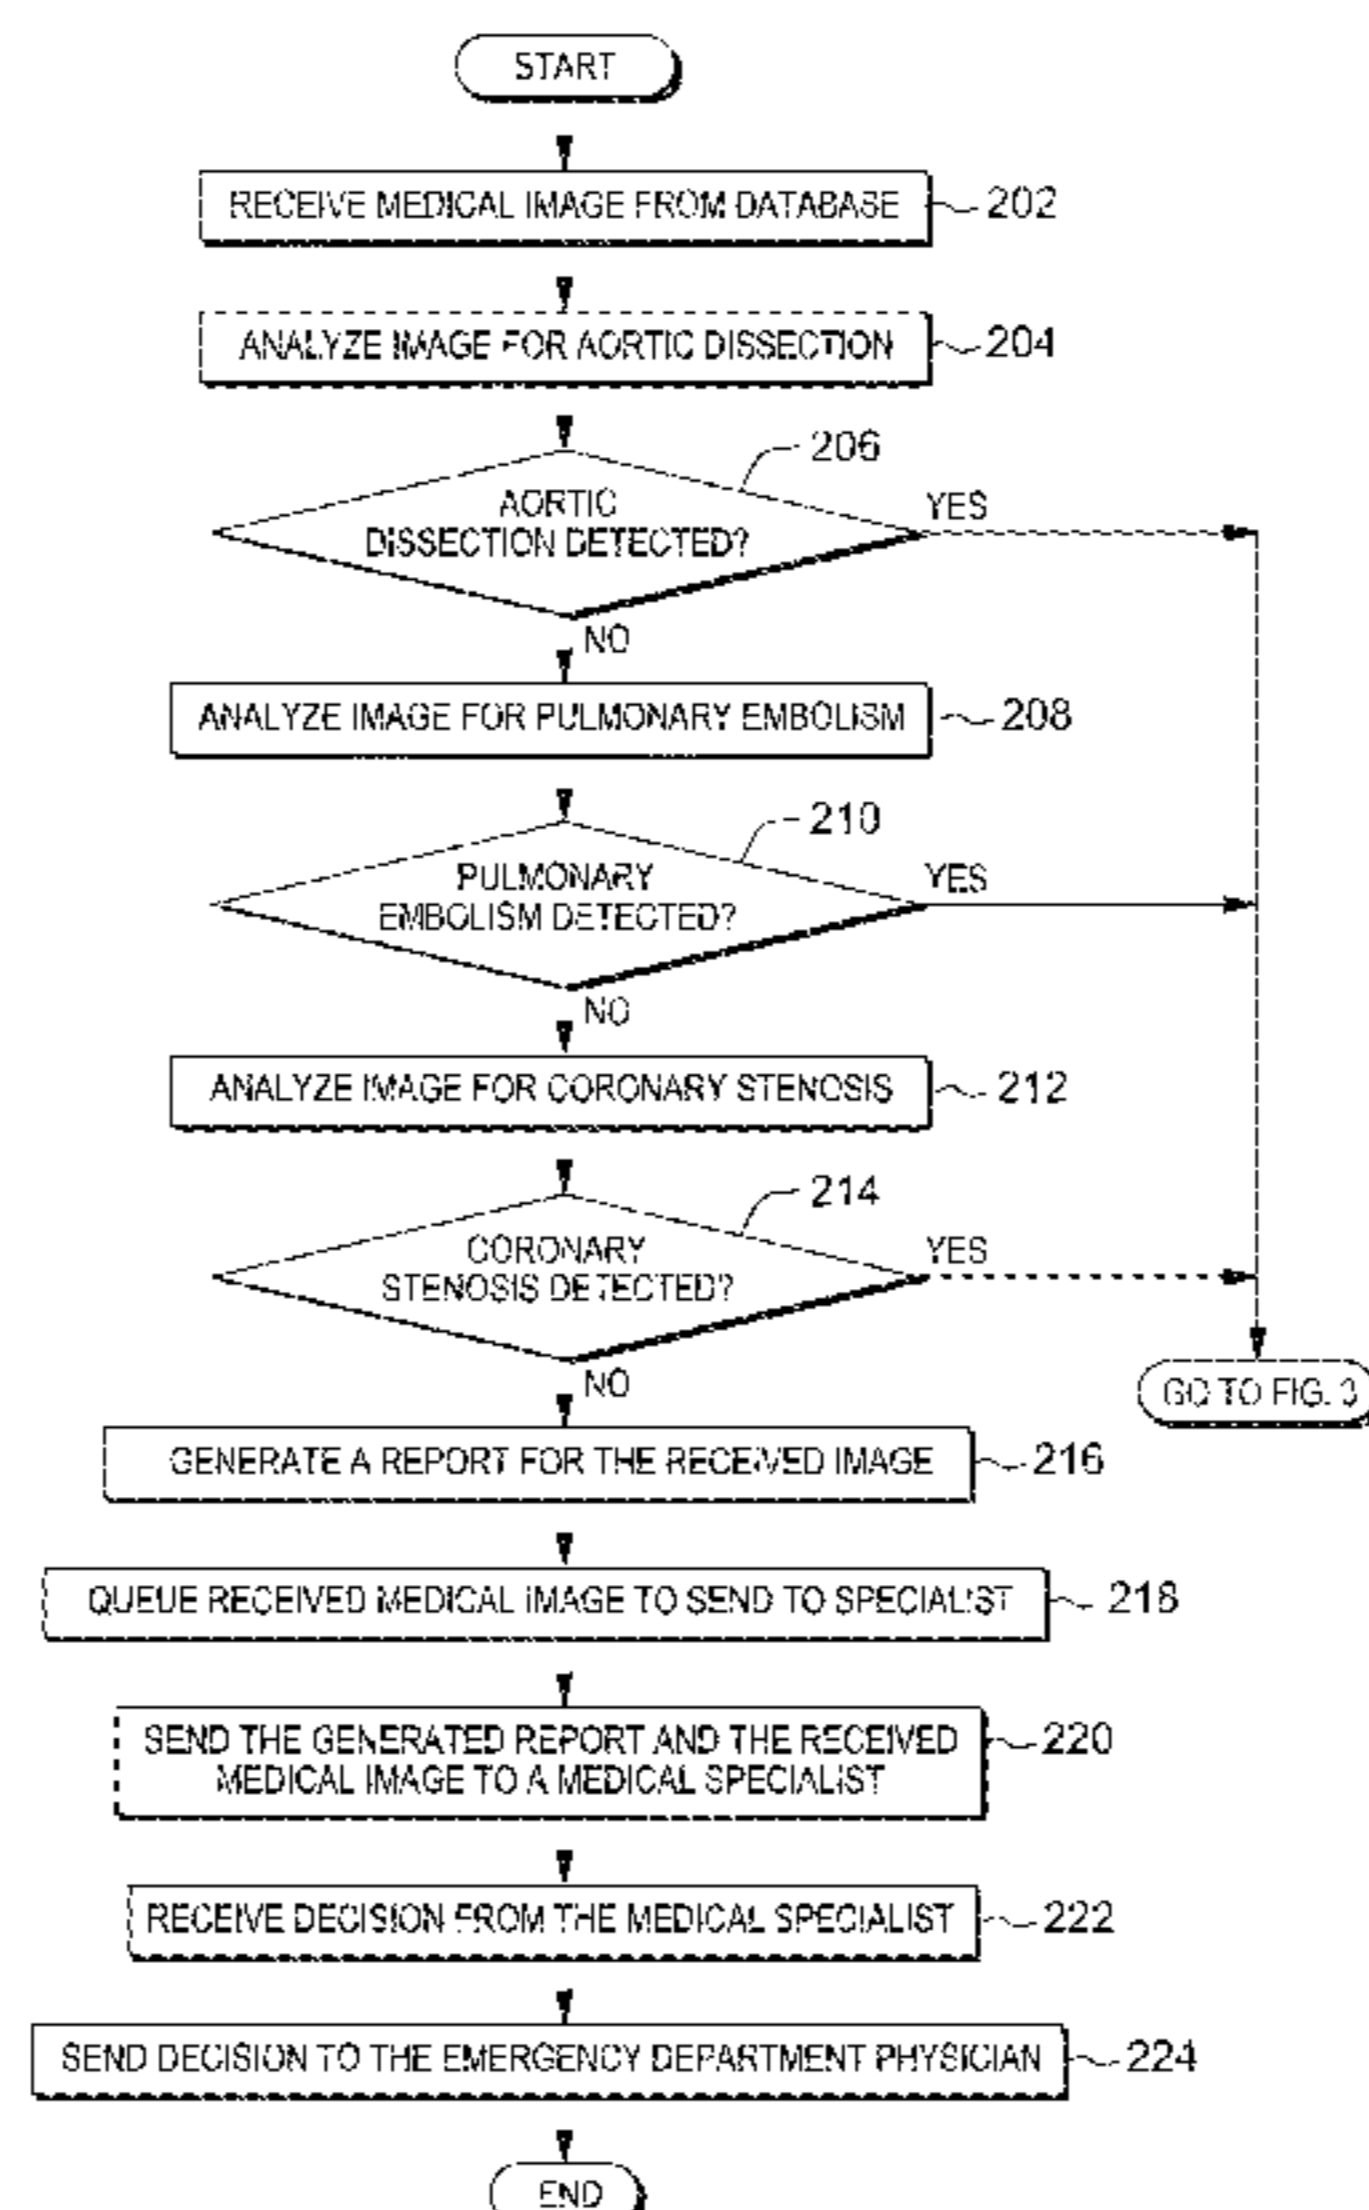 START
RECEIVE MEDICAL IMAGE FROM DATABASE
202
ANALYZE IMAGE FOR AORTIC DISSECTION
204
206
AORTIC
DISSECTION DETECTED?
YES
NO
ANALYZE IMAGE FOR PULMONARY EMBOLISM
208
210
PULMONARY
EMBOLISM DETECTED?
YES
NO
ANALYZE IMAGE FOR CORONARY STENOSIS
212
214
CORONARY
STENOSIS DETECTED?
YES
NO
GO TO FIG.
GENERATE A REPORT FOR THE RECEIVED IMAGE
216
QUEUE RECEIVED MEDICAL IMAGE TO SEND TO SPECIALIST
218
SEND THE GENERATED REPORT AND THE RECEIVED
MEDICAL IMAGE TO A MEDICAL SPECIALIST
220
RECEIVE DECISION FROM THE MEDICAL SPECIALIST
222
SEND DECISION TO THE EMERGENCY DEPARTMENT PHYSICIAN
224
END